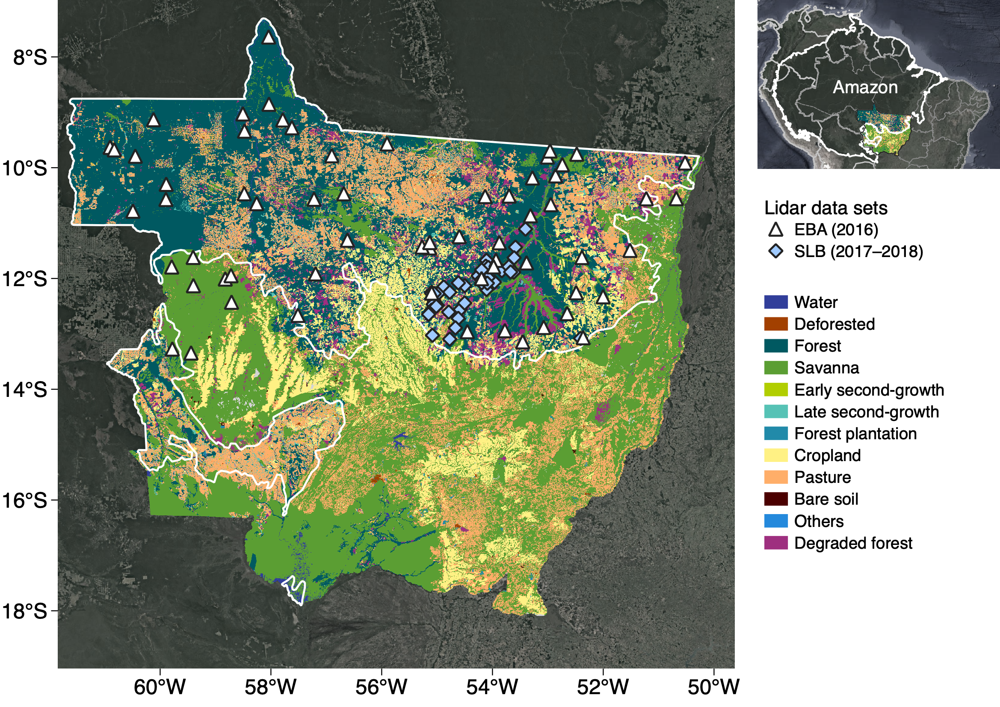 8°S
10°S
12°S
14°S
16°S
18°S
60°W
58°W
56°W
54°W
52°W
50°W
Amazon
Lidar data sets
EBA (2016)
SLB (2017–2018)
Water
Deforested
Forest
Savanna
Early second-growth
Late second-growth
Forest plantation
Cropland
Pasture
Bare soil
Others
Degraded forest